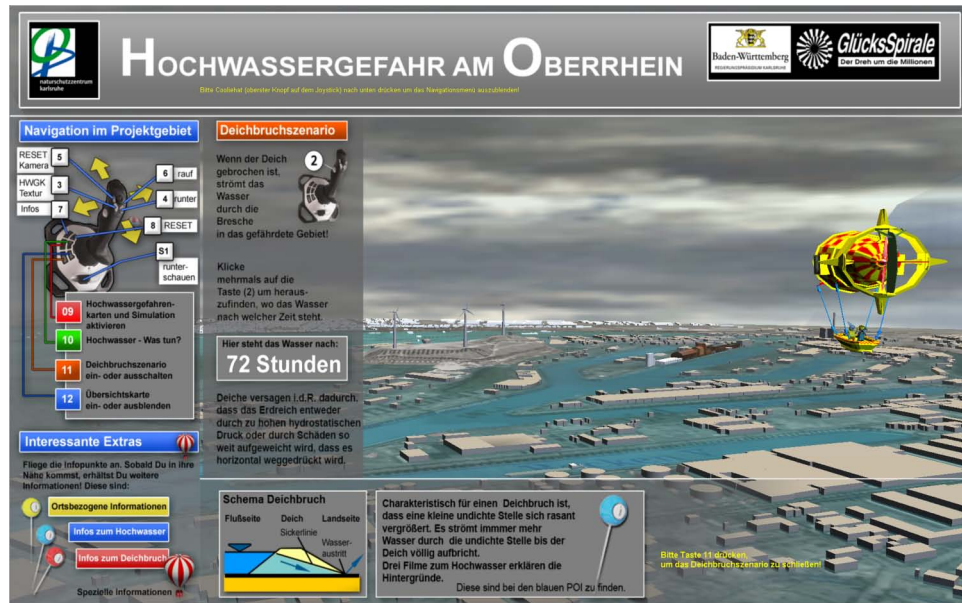 naturschutzzentrum
karlsruhe
HOCHWASSERGEFAHR AM OBERRHEIN
Baden-Württemberg
REGIERUNGSPRÄSIDIUM KARLSRUHE
GlücksSpirale
Der Dreh um die Millionen
Bitte Cooliehat (oberster Knopf auf dem Joystick) nach unten drücken um das Navigationsmenü auszublenden!
Navigation im Projektgebiet
RESET
Kamera
5
6
rauf
HWGK
Textur
3
4
runter
Infos
7
8
RESET
S1
runter-
schauen
09
Hochwassergefahren-
karten und Simulation
aktivieren
10
Hochwasser - Was tun?
11
Deichbruchszenario
ein- oder ausschalten
12
Übersichtskarte
ein- oder ausblenden
Interessante Extras
Fliege die Infopunkte an. Sobald Du in ihre
Nähe kommst, erhältst Du weitere
Informationen! Diese sind:
Ortsbezogene Informationen
Infos zum Hochwasser
Infos zum Deichbruch
Spezielle Informationen
Deichbruchszenario
Wenn der Deich
gebrochen ist,
strömt das
Wasser
durch die
Bresche
in das gefährdete Gebiet!
2
Klicke
mehrmals auf die
Taste (2) um heraus-
zufinden, wo das Wasser
nach welcher Zeit steht.
Hier steht das Wasser nach:
72 Stunden
Deiche versagen i.d.R. dadurch,
dass das Erdreich entweder
durch zu hohen hydrostatischen
Druck oder durch Schäden so
weit aufgeweicht wird, dass es
horizontal weggedrückt wird.
Schema Deichbruch
Flußseite Deich Landseite
Sickerlinie
Wasser-
austritt
Charakteristisch für einen Deichbruch ist,
dass eine kleine undichte Stelle sich rasant
vergrößert. Es strömt immmer mehr
Wasser durch die undichte Stelle bis der
Deich völlig aufbricht.
Drei Filme zum Hochwasser erklären die
Hintergründe.
Diese sind bei den blauen POI zu finden.
Bitte Taste 11 drücken,
um das Deichbruchszenario zu schließen!